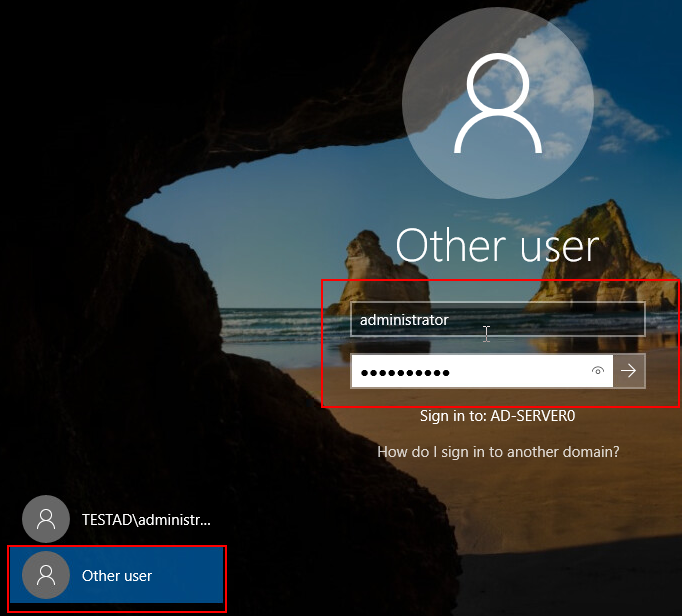 Other user
administrator
Sign in to: AD-SERVER0
How do I sign in to another domain?
TESTAD\administr...
Other user